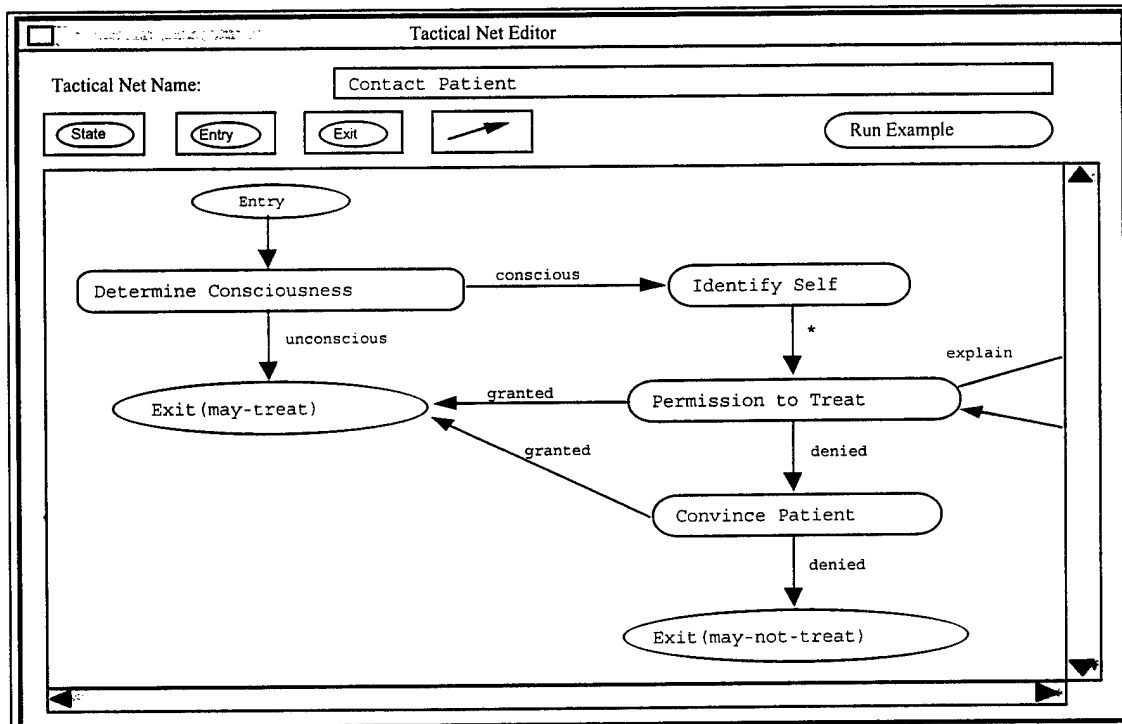 Tactical Net Editor
Tactical Net Name:
Contact Patient
State
Entry
Exit
Run Example
Entry
Determine Consciousness
conscious
Identify Self
unconscious
*
explain
Exit(may-treat)
granted
Permission to Treat
granted
denied
Convince Patient
denied
Exit(may-not-treat)